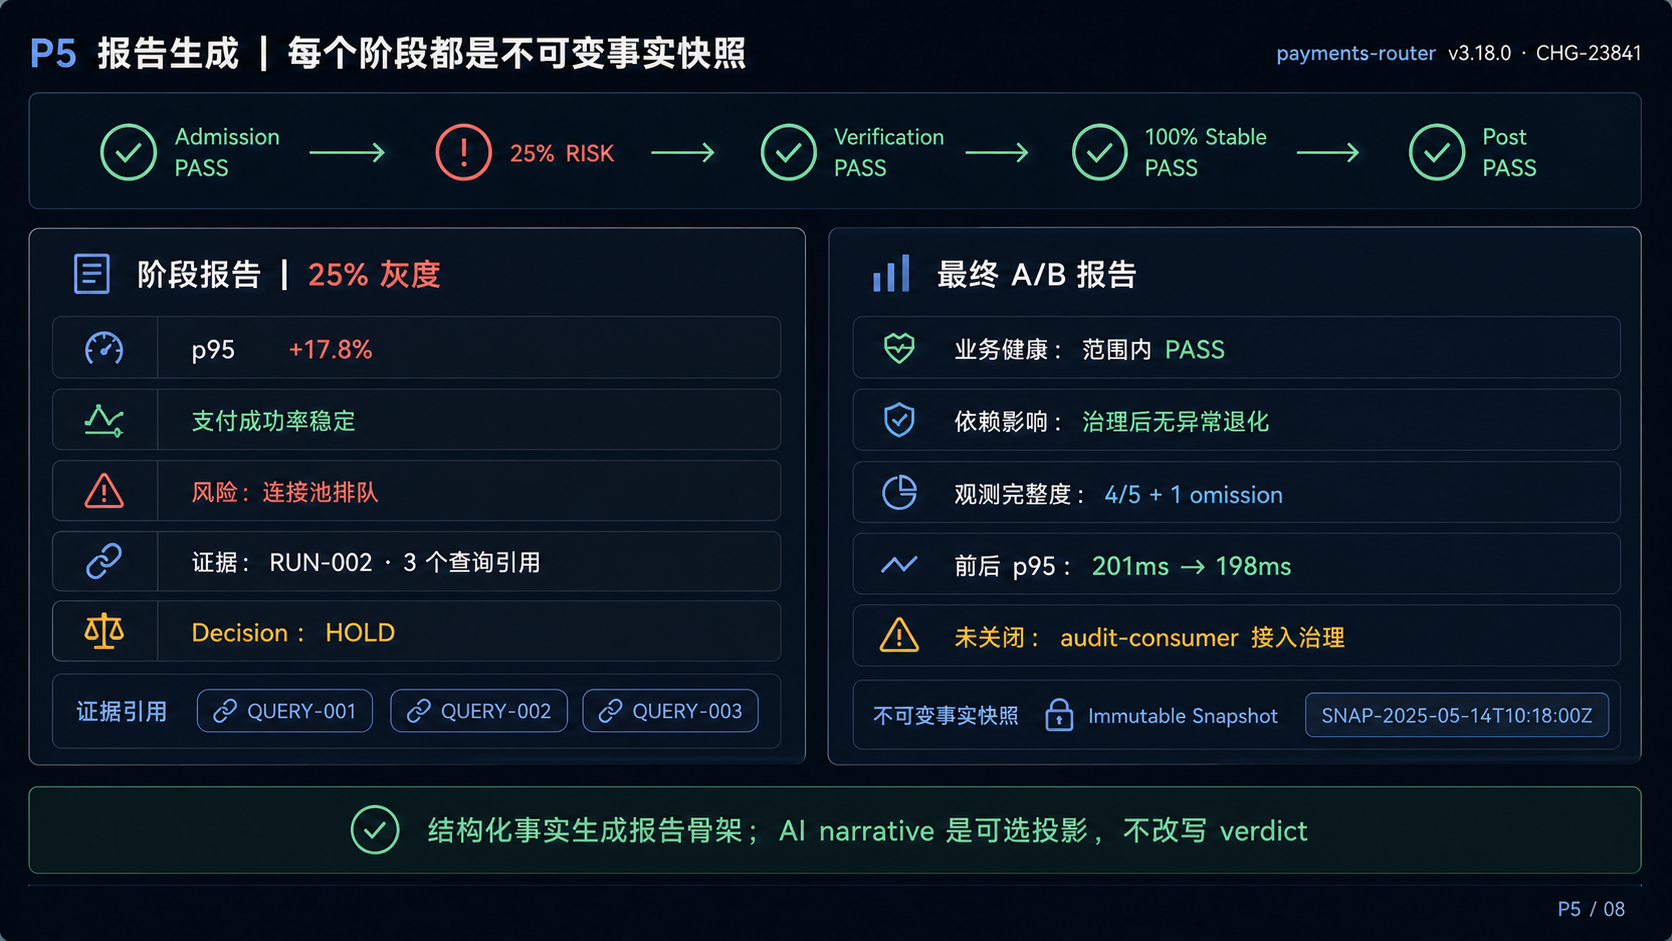 P5 报告生成 | 每个阶段都是不可变事实快照
payments-router v3.18.0 · CHG-23841
Admission
PASS
25% RISK
Verification
PASS
100% Stable
PASS
Post
PASS
阶段报告 | 25% 灰度
p95 +17.8%
支付成功率稳定
风险：连接池排队
证据：RUN-002 · 3 个查询引用
Decision：HOLD
证据引用 QUERY-001 QUERY-002 QUERY-003
最终 A/B 报告
业务健康：范围内 PASS
依赖影响：治理后无异常退化
观测完整度：4/5 + 1 omission
前后 p95：201ms → 198ms
未关闭：audit-consumer 接入治理
不可变事实快照 Immutable Snapshot SNAP-2025-05-14T10:18:00Z
结构化事实生成报告骨架；AI narrative 是可选投影，不改写 verdict
P5 / 08